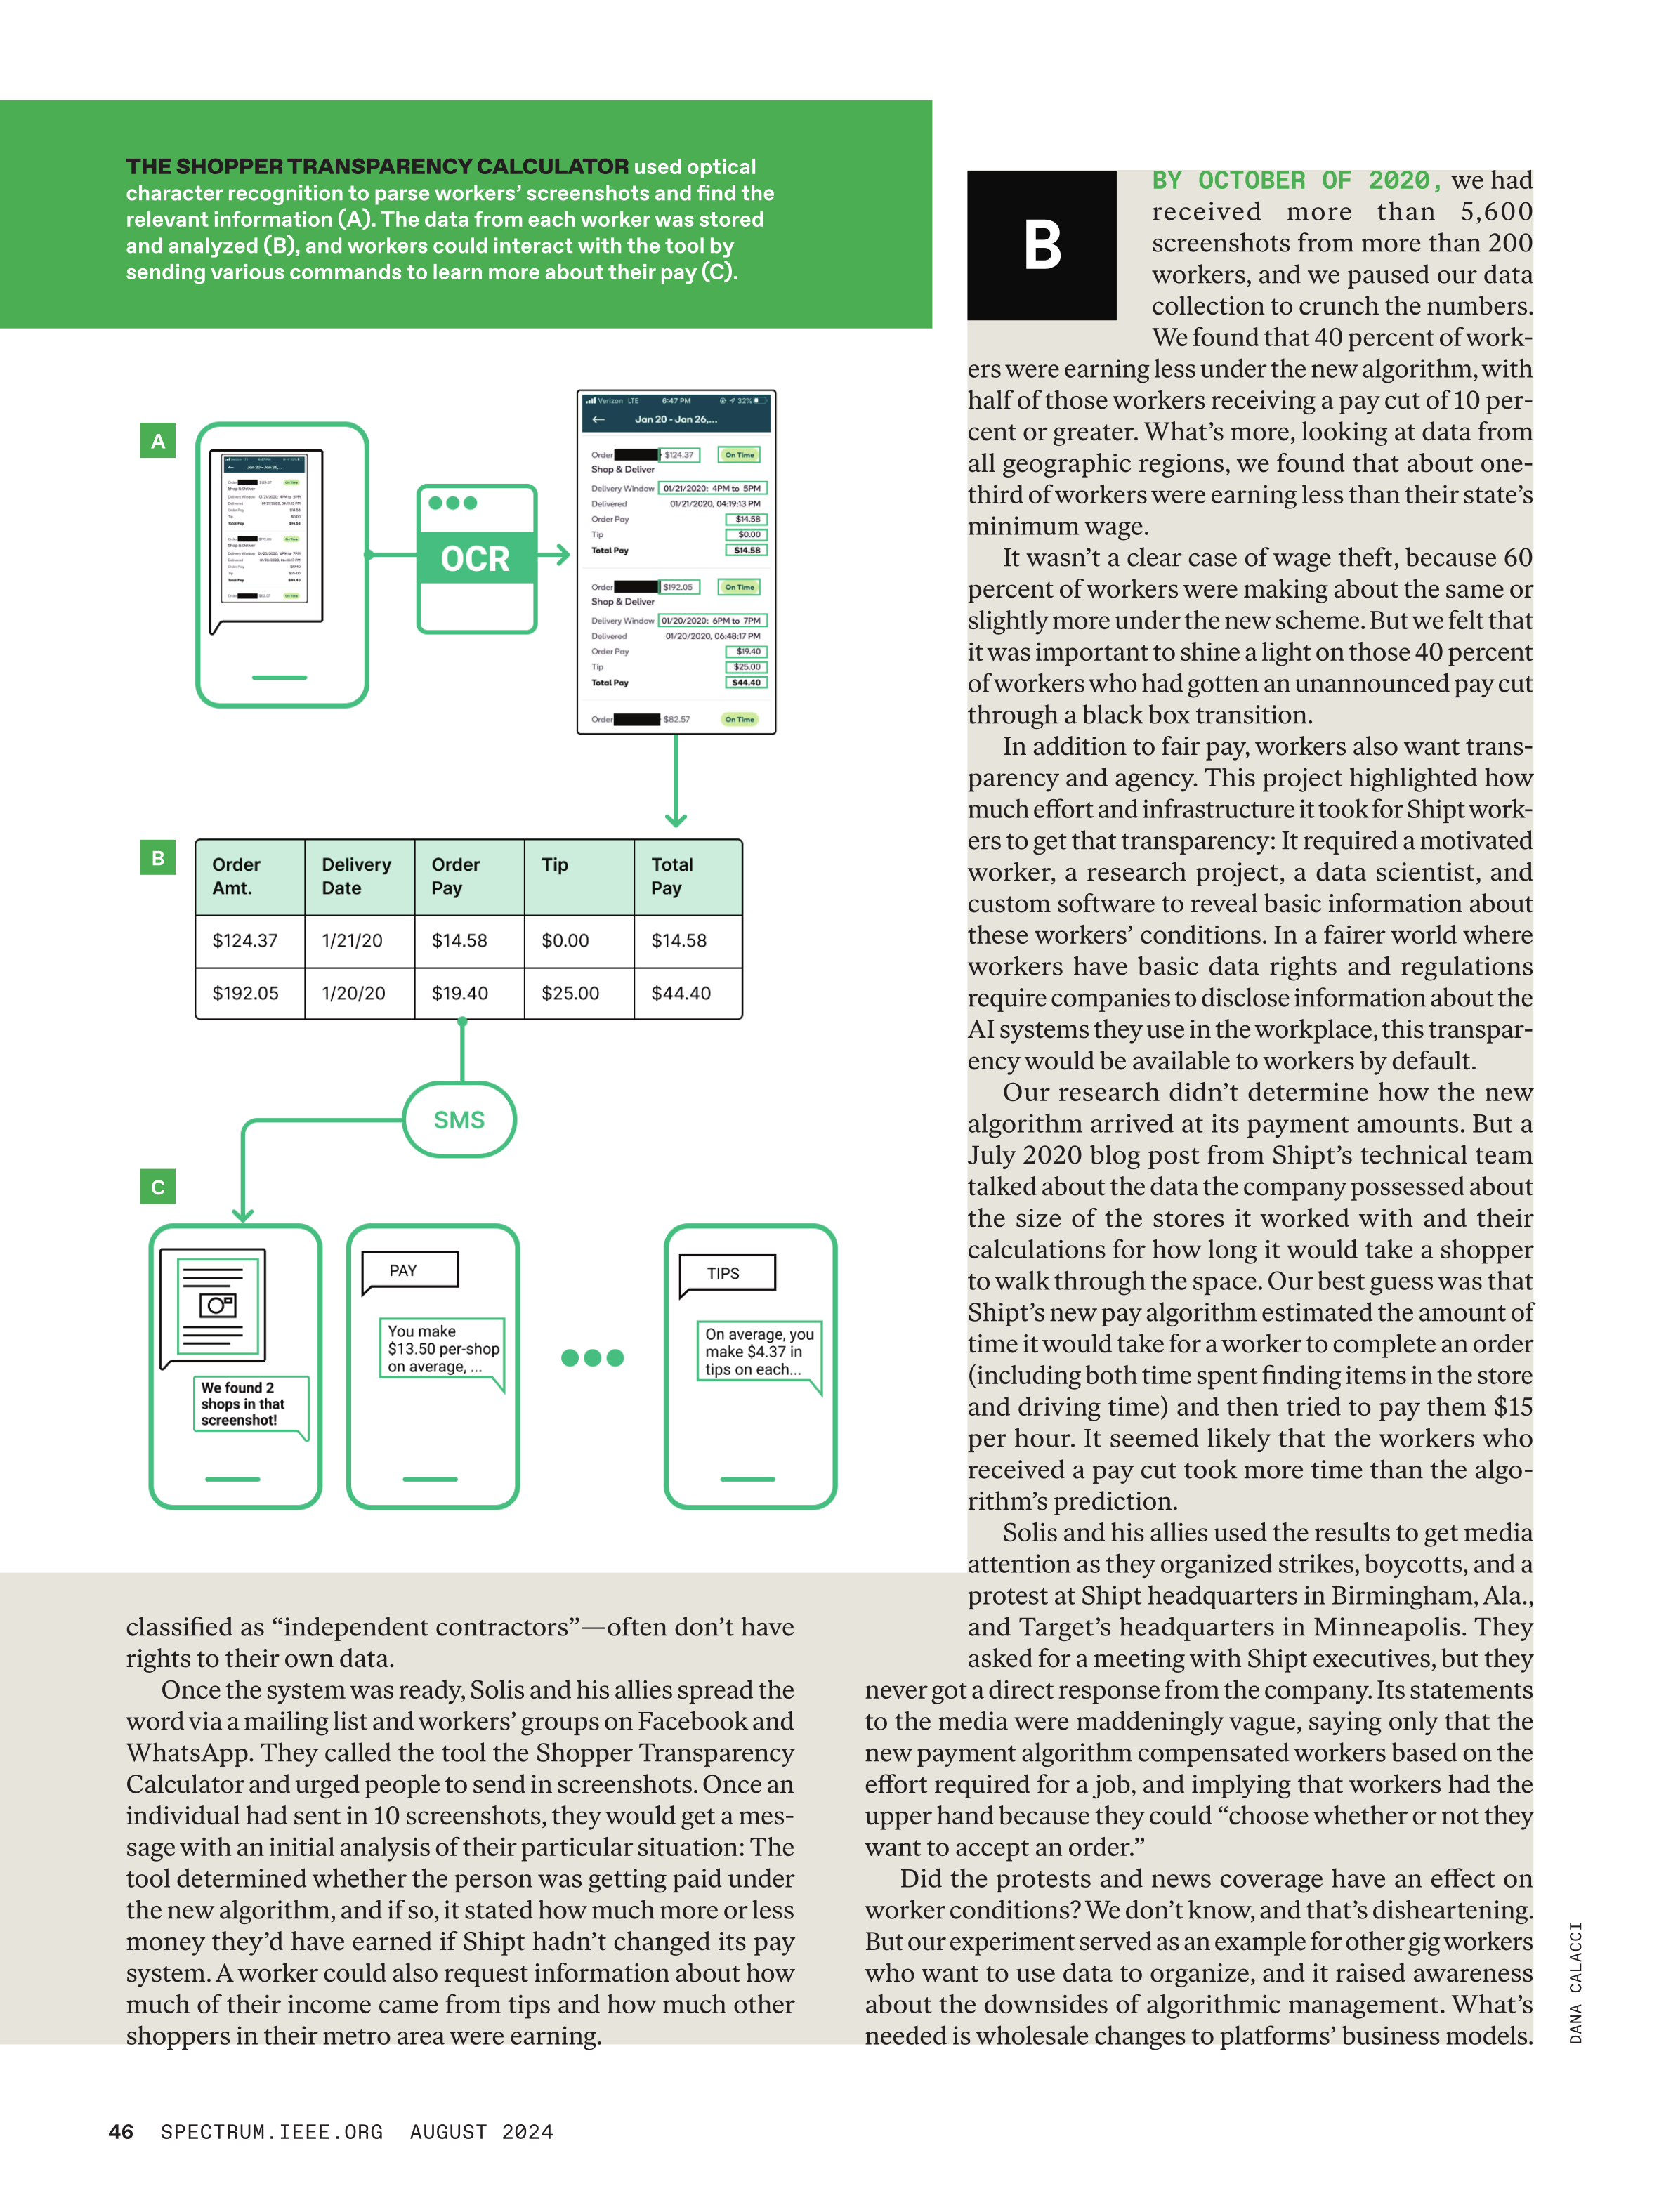 THE SHOPPER TRANSPARENCY CALCULATOR used optical
character recognition to parse workers’ screenshots and find the
relevant information (A). The data from each worker was stored
and analyzed (B), and workers could interact with the tool by
sending various commands to learn more about their pay (C).
A
OCR
Verizon LTE 6:47 PM 32%
← Jan 20 - Jan 26,...
Order $124.37 On Time
Shop & Deliver
Delivery Window 01/21/2020: 4PM to 5PM
Delivered 01/21/2020, 04:19:13 PM
Order Pay $14.58
Tip $0.00
Total Pay $14.58
Order $192.05 On Time
Shop & Deliver
Delivery Window 01/20/2020: 6PM to 7PM
Delivered 01/20/2020, 06:48:17 PM
Order Pay $19.40
Tip $25.00
Total Pay $44.40
Order $82.57 On Time
B
Order Amt. Delivery Date Order Pay Tip Total Pay
$124.37 1/21/20 $14.58 $0.00 $14.58
$192.05 1/20/20 $19.40 $25.00 $44.40
SMS
C
We found 2
shops in that
screenshot!
PAY
You make
$13.50 per-shop
on average, ...
TIPS
On average, you
make $4.37 in
tips on each...
classified as “independent contractors”—often don’t have
rights to their own data.
Once the system was ready, Solis and his allies spread the
word via a mailing list and workers’ groups on Facebook and
WhatsApp. They called the tool the Shopper Transparency
Calculator and urged people to send in screenshots. Once an
individual had sent in 10 screenshots, they would get a mes-
sage with an initial analysis of their particular situation: The
tool determined whether the person was getting paid under
the new algorithm, and if so, it stated how much more or less
money they’d have earned if Shipt hadn’t changed its pay
system. A worker could also request information about how
much of their income came from tips and how much other
shoppers in their metro area were earning.
B
BY OCTOBER OF 2020, we had
received more than 5,600
screenshots from more than 200
workers, and we paused our data
collection to crunch the numbers.
We found that 40 percent of work-
ers were earning less under the new algorithm, with
half of those workers receiving a pay cut of 10 per-
cent or greater. What’s more, looking at data from
all geographic regions, we found that about one-
third of workers were earning less than their state’s
minimum wage.
It wasn’t a clear case of wage theft, because 60
percent of workers were making about the same or
slightly more under the new scheme. But we felt that
it was important to shine a light on those 40 percent
of workers who had gotten an unannounced pay cut
through a black box transition.
In addition to fair pay, workers also want trans-
parency and agency. This project highlighted how
much effort and infrastructure it took for Shipt work-
ers to get that transparency: It required a motivated
worker, a research project, a data scientist, and
custom software to reveal basic information about
these workers’ conditions. In a fairer world where
workers have basic data rights and regulations
require companies to disclose information about the
AI systems they use in the workplace, this transpar-
ency would be available to workers by default.
Our research didn’t determine how the new
algorithm arrived at its payment amounts. But a
July 2020 blog post from Shipt’s technical team
talked about the data the company possessed about
the size of the stores it worked with and their
calculations for how long it would take a shopper
to walk through the space. Our best guess was that
Shipt’s new pay algorithm estimated the amount of
time it would take for a worker to complete an order
(including both time spent finding items in the store
and driving time) and then tried to pay them $15
per hour. It seemed likely that the workers who
received a pay cut took more time than the algo-
rithm’s prediction.
Solis and his allies used the results to get media
attention as they organized strikes, boycotts, and a
protest at Shipt headquarters in Birmingham, Ala.,
and Target’s headquarters in Minneapolis. They
asked for a meeting with Shipt executives, but they
never got a direct response from the company. Its statements
to the media were maddeningly vague, saying only that the
new payment algorithm compensated workers based on the
effort required for a job, and implying that workers had the
upper hand because they could “choose whether or not they
want to accept an order.”
Did the protests and news coverage have an effect on
worker conditions? We don’t know, and that’s disheartening.
But our experiment served as an example for other gig workers
who want to use data to organize, and it raised awareness
about the downsides of algorithmic management. What’s
needed is wholesale changes to platforms’ business models.
DANA CALACCI
46 SPECTRUM.IEEE.ORG AUGUST 2024